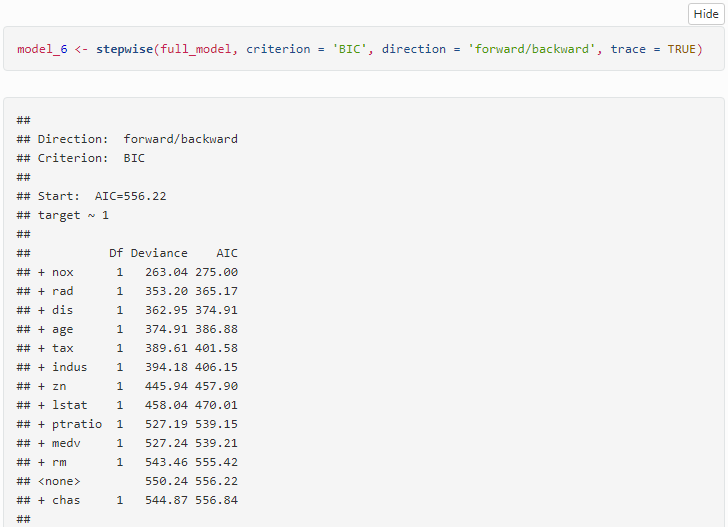 Hide
model_6 <- stepwise(full_model, criterion = 'BIC', direction = 'forward/backward', trace = TRUE)
##
## Direction:  forward/backward
## Criterion:  BIC
##
## Start:  AIC=556.22
## target ~ 1
##
##           Df Deviance    AIC
## + nox      1   263.04 275.00
## + rad      1   353.20 365.17
## + dis      1   362.95 374.91
## + age      1   374.91 386.88
## + tax      1   389.61 401.58
## + indus    1   394.18 406.15
## + zn       1   445.94 457.90
## + lstat    1   458.04 470.01
## + ptratio  1   527.19 539.15
## + medv     1   527.24 539.21
## + rm       1   543.46 555.42
## <none>         550.24 556.22
## + chas     1   544.87 556.84
##